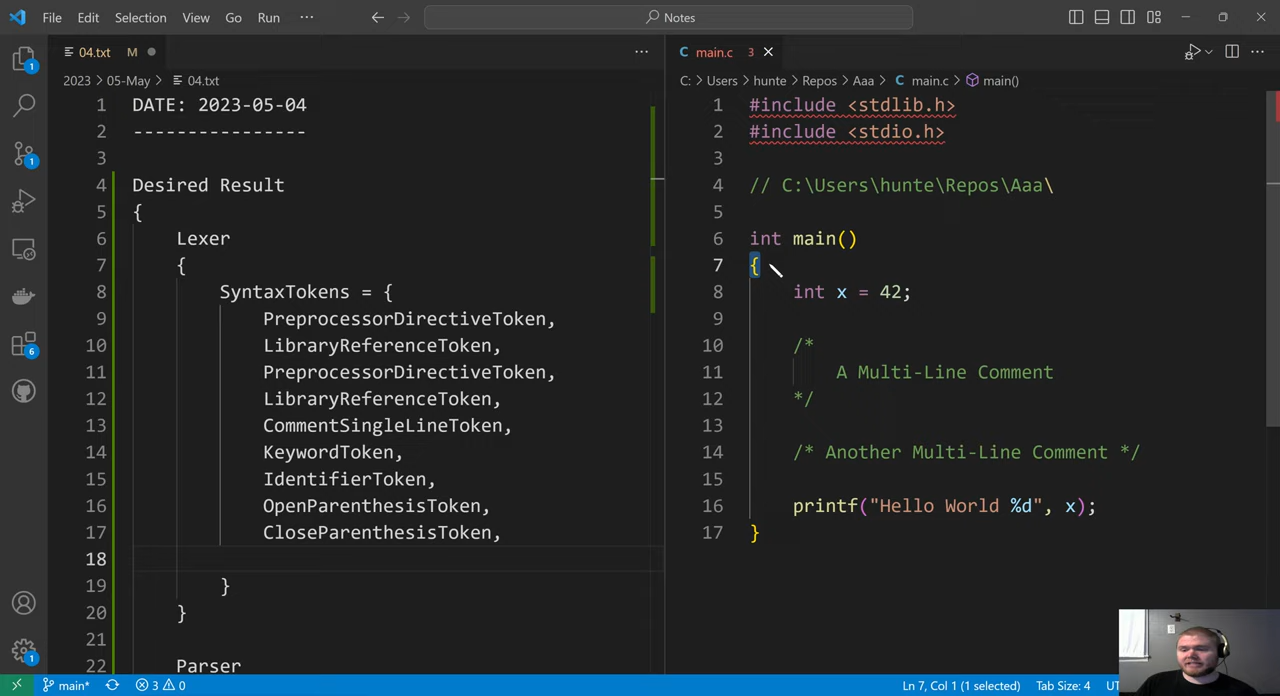 File Edit Selection View Go Run ··· Notes
04.txt M
2023 > 05-May > 04.txt
1 DATE: 2023-05-04
2 ----------------
3
4 Desired Result
5 {
6 Lexer
7 {
8 SyntaxTokens = {
9 PreprocessorDirectiveToken,
10 LibraryReferenceToken,
11 PreprocessorDirectiveToken,
12 LibraryReferenceToken,
13 CommentSingleLineToken,
14 KeywordToken,
15 IdentifierToken,
16 OpenParenthesisToken,
17 CloseParenthesisToken,
18
19 }
20 }
21
22 Parser
main.c 3
C: > Users > hunte > Repos > Aaa > main.c > main()
1 #include <stdlib.h>
2 #include <stdio.h>
3
4 // C:\Users\hunte\Repos\Aaa\
5
6 int main()
7 {
8 int x = 42;
9
10 /*
11 A Multi-Line Comment
12 */
13
14 /* Another Multi-Line Comment */
15
16 printf("Hello World %d", x);
17 }
1
1
6
1
main* 3 0 Ln 7, Col 1 (1 selected) Tab Size: 4 UT